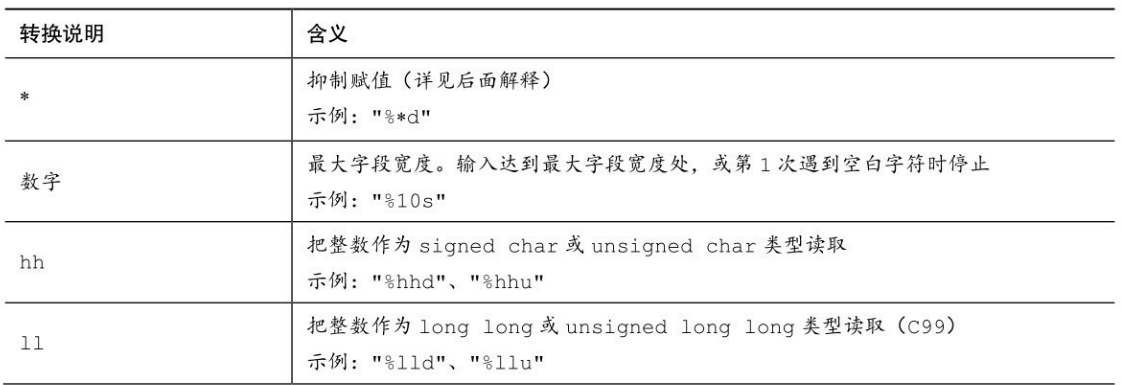 转换说明 含义
*
抑制赋值（详见后面解释）
示例："%*d"
数字
最大字段宽度。输入达到最大字段宽度处，或第 1 次遇到空白字符时停止
示例："%10s"
hh
把整数作为 signed char 或 unsigned char 类型读取
示例："%hhd"、"%hhu"
ll
把整数作为 long long 或 unsigned long long 类型读取（C99）
示例："%lld"、"%llu"